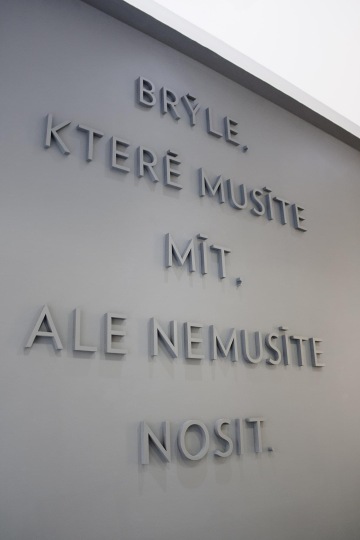 BRÝLE,
KTERÉ MUSÍTE
MÍT,
ALE NEMUSÍTE
NOSIT.